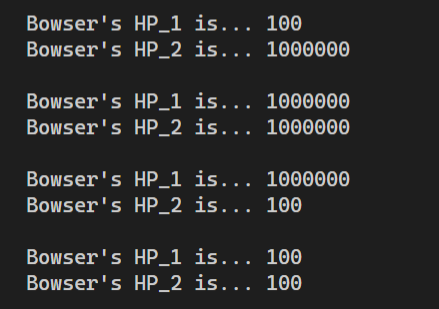 Bowser's HP_1 is... 100
Bowser's HP_2 is... 1000000
Bowser's HP_1 is... 1000000
Bowser's HP_2 is... 1000000
Bowser's HP_1 is... 1000000
Bowser's HP_2 is... 100
Bowser's HP_1 is... 100
Bowser's HP_2 is... 100